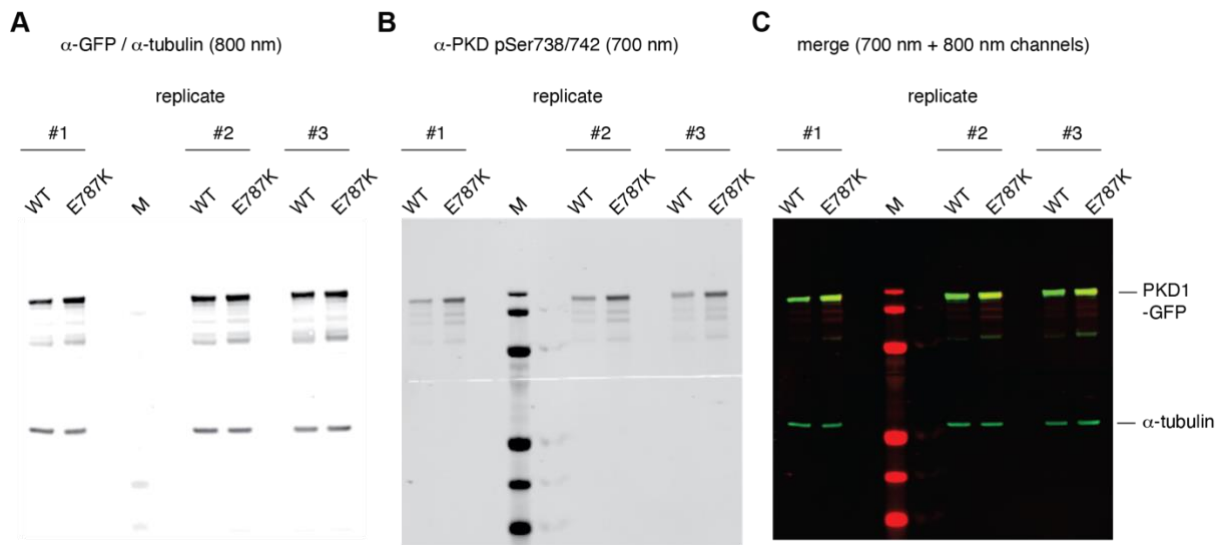 A
α-GFP / α-tubulin (800 nm)
replicate
#1 #2 #3
WT E787K M WT E787K WT E787K
B
α-PKD pSer738/742 (700 nm)
replicate
#1 #2 #3
WT E787K M WT E787K WT E787K
C
merge (700 nm + 800 nm channels)
replicate
#1 #2 #3
WT E787K M WT E787K WT E787K
PKD1
-GFP
α-tubulin